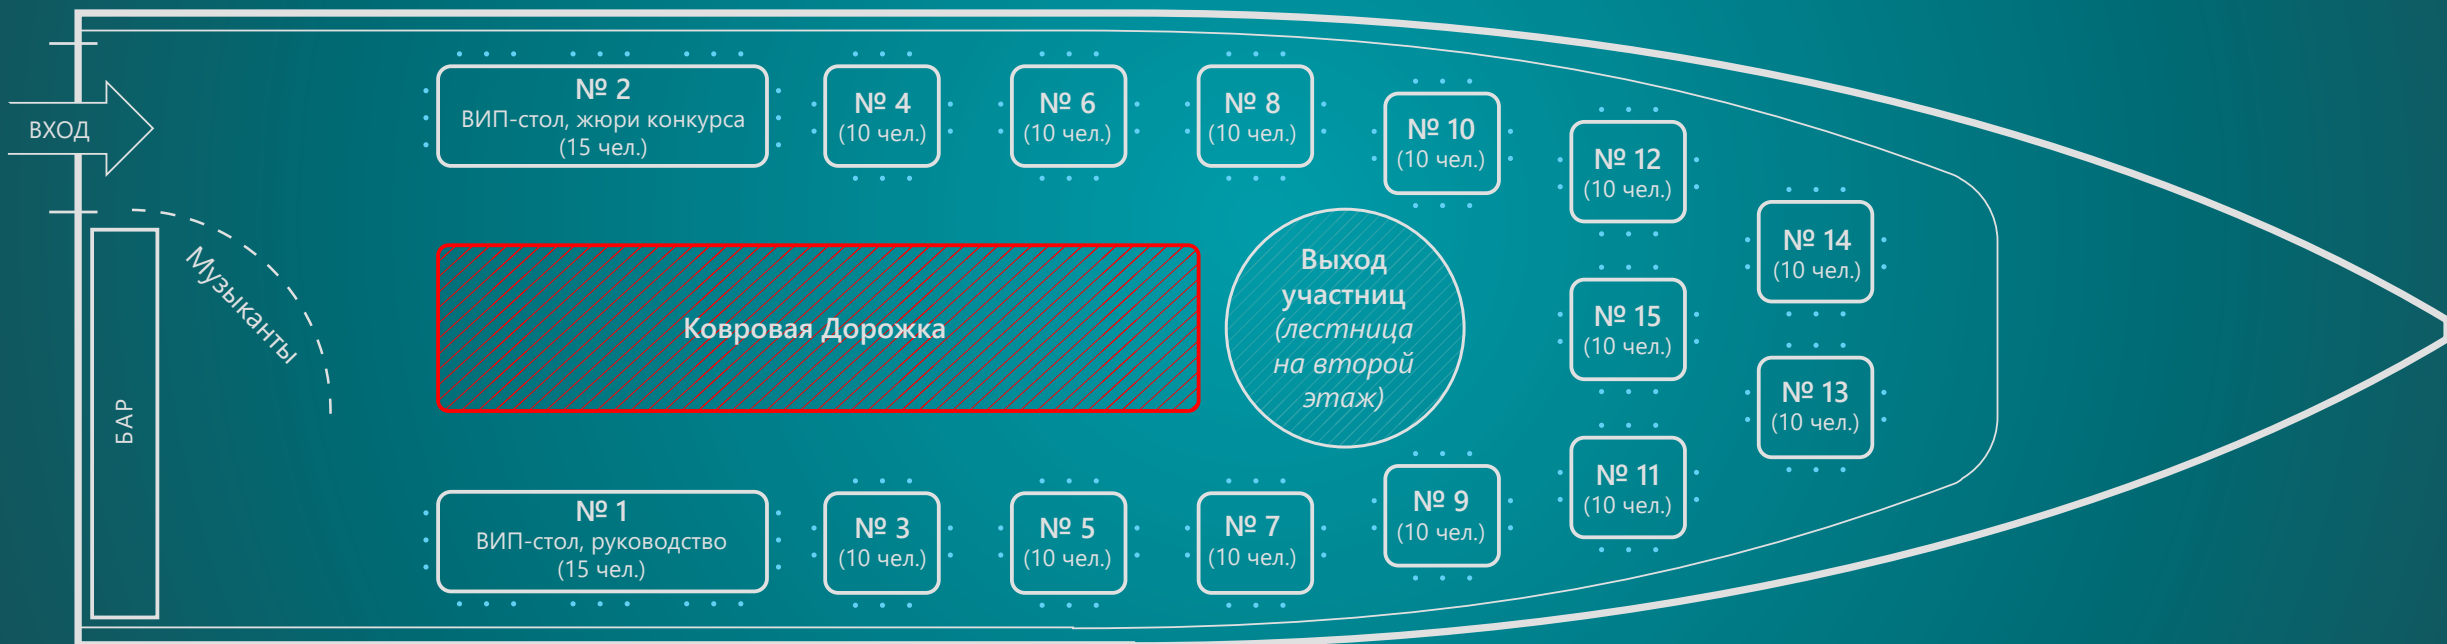 ВХОД
№ 2
ВИП-стол, жюри конкурса
(15 чел.)
№ 4
(10 чел.)
№ 6
(10 чел.)
№ 8
(10 чел.)
№ 10
(10 чел.)
№ 12
(10 чел.)
№ 14
(10 чел.)
Музыканты
БАР
Ковровая Дорожка
Выход
участниц
(лестница
на второй
этаж)
№ 15
(10 чел.)
№ 13
(10 чел.)
№ 1
ВИП-стол, руководство
(15 чел.)
№ 3
(10 чел.)
№ 5
(10 чел.)
№ 7
(10 чел.)
№ 9
(10 чел.)
№ 11
(10 чел.)